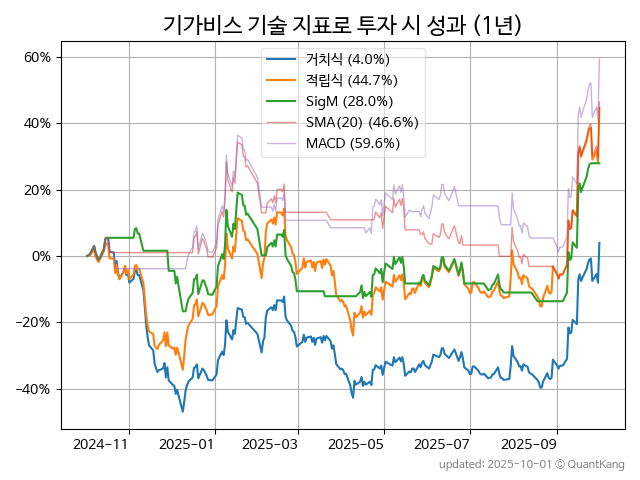 기가비스 기술 지표로 투자 시 성과 (1년)
60%
40%
20%
0%
−20%
−40%
거치식 (4.0%)
적립식 (44.7%)
SigM (28.0%)
SMA(20) (46.6%)
MACD (59.6%)
2024-11
2025-01
2025-03
2025-05
2025-07
2025-09
updated: 2025-10-01 © QuantKang